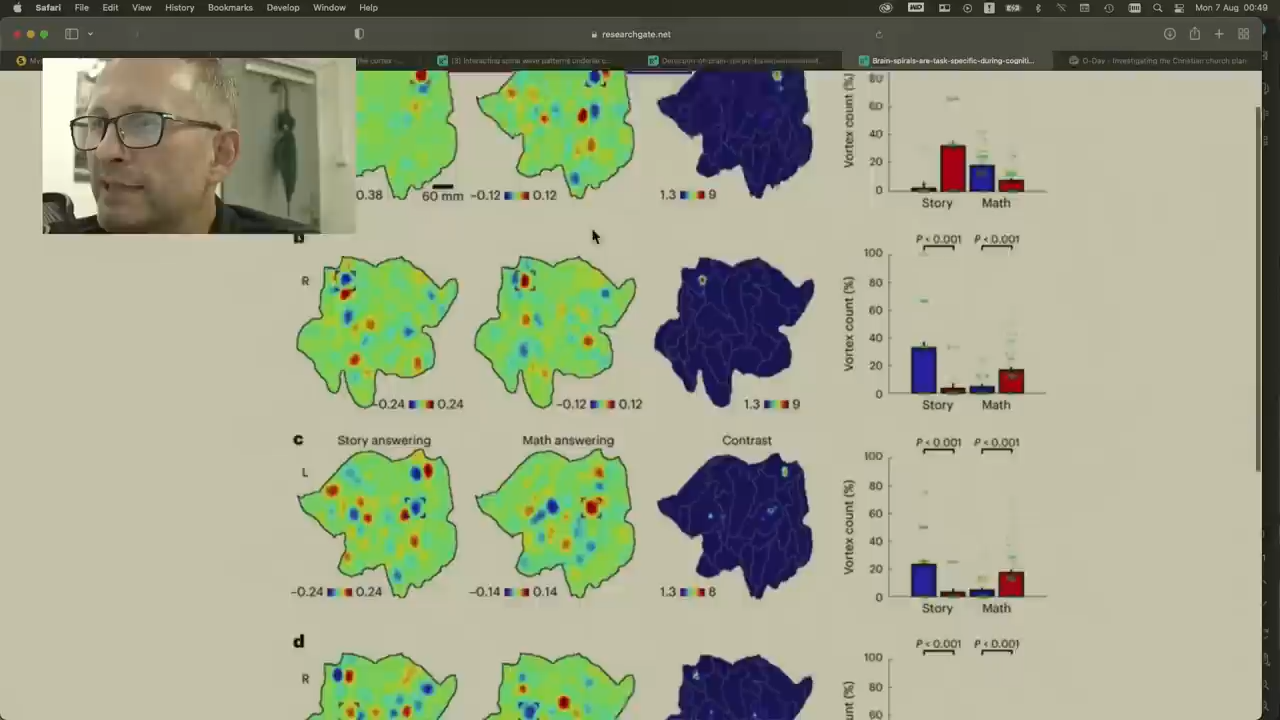 Safari File Edit View History Bookmarks Develop Window Help Mon 7 Aug 00:49
researchgate.net
the corner
Brain-spirals-are-task-specific-during-cogniti...
0.38 60 mm -0.12 0.12 1.3 9
Vortex count (%)
80
60
40
20
0
Story Math
R
-0.24 0.24 -0.12 0.12 1.3 9
P < 0.001 P < 0.001
Vortex count (%)
100
80
60
40
20
0
Story Math
c Story answering Math answering Contrast
L
-0.24 0.24 -0.14 0.14 1.3 8
P < 0.001 P < 0.001
Vortex count (%)
100
80
60
40
20
0
Story Math
d
R
P < 0.001 P < 0.001
count (%)
100
80
60